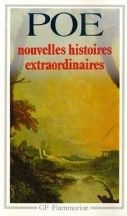 POE
nouvelles histoires
extraordinaires
GF Flammarion